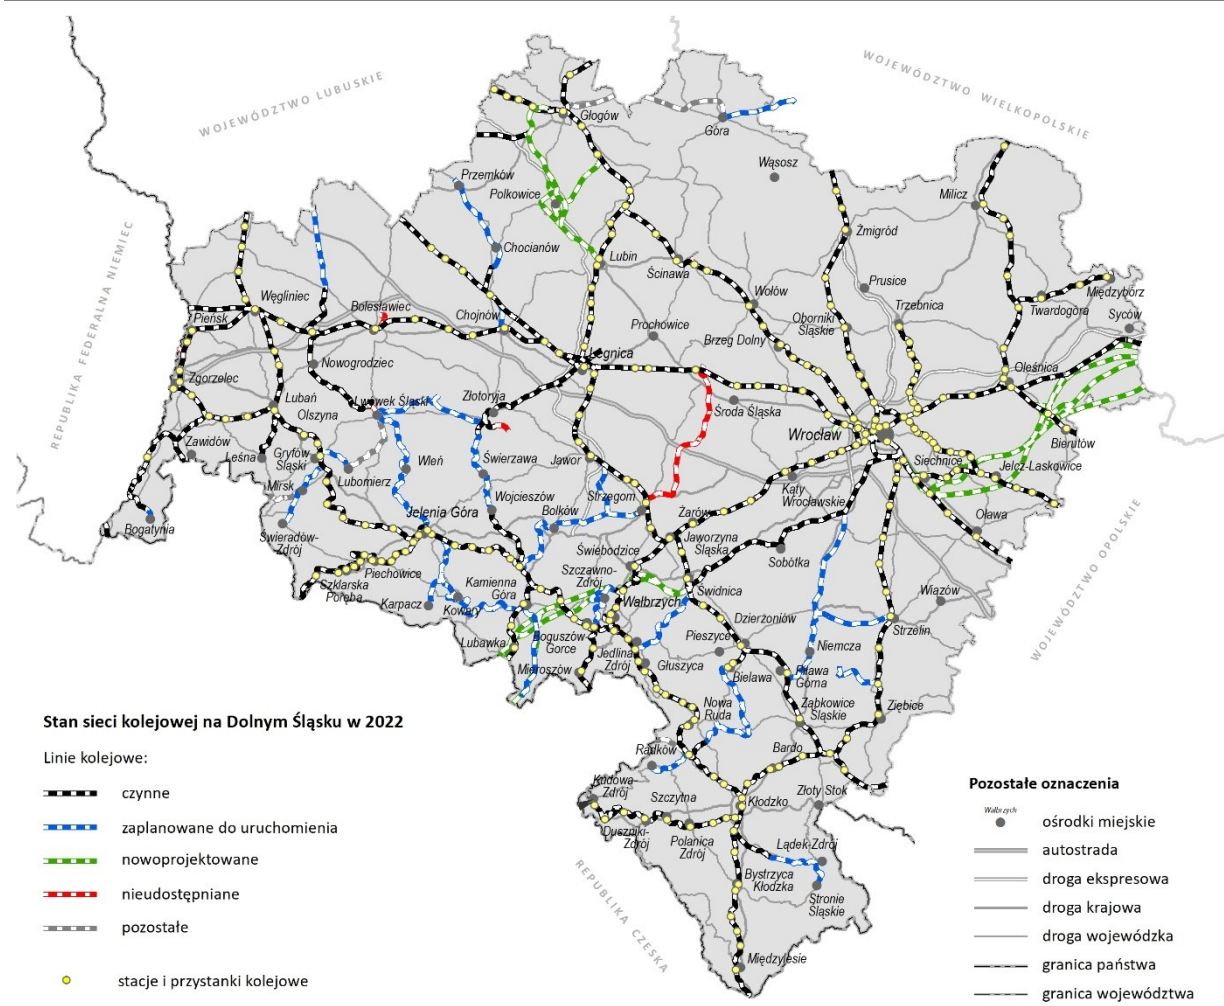 WOJEWÓDZTWO LUBUSKIE
WOJEWÓDZTWO WIELKOPOLSKIE
REPUBLIKA FEDERALNA NIEMIEC
WOJEWÓDZTWO OPOLSKIE
REPUBLIKA CZESKA
Głogów
Góra
Wąsosz
Przemków
Polkowice
Milicz
Żmigród
Chocianów
Lubin
Ścinawa
Prusice
Węgliniec
Bolesławiec
Pieńsk
Chojnów
Wołów
Trzebnica
Międzybórz
Twardogóra
Syców
Prochowice
Oborniki
Śląskie
Brzeg Dolny
Nowogrodziec
Legnica
Oleśnica
Zgorzelec
Lubań
Olszyna
Lwówek Śląski
Złotoryja
Środa Śląska
Wrocław
Bierutów
Zawidów
Leśna
Gryfów
Śląski
Mirsk
Lubomierz
Wleń
Świerzawa
Jawor
Siechnice
Jelcz-Laskowice
Wojcieszów
Bolków
Strzegom
Kąty
Wrocławskie
Bogatynia
Jelenia Góra
Żarów
Oława
Świeradów-
Zdrój
Jaworzyna
Śląska
Świebodzice
Sobótka
Szklarska
Poręba
Piechowice
Kamienna
Góra
Szczawno-
Zdrój
Karpacz
Kowary
Wałbrzych
Świdnica
Wiązów
Dzierżoniów
Strzelin
Lubawka
Boguszów
Gorce
Jedlina
Zdrój
Pieszyce
Niemcza
Mieroszów
Głuszyca
Bielawa
Piława
Górna
Nowa
Ruda
Ząbkowice
Śląskie
Ziębice
Radków
Bardo
Kudowa-
Zdrój
Szczytna
Kłodzko
Złoty Stok
Duszniki-
Zdrój
Polanica
Zdrój
Lądek-Zdrój
Bystrzyca
Kłodzka
Stronie
Śląskie
Międzylesie
Stan sieci kolejowej na Dolnym Śląsku w 2022
Linie kolejowe:
czynne
zaplanowane do uruchomienia
nowoprojektowane
nieudostępniane
pozostałe
stacje i przystanki kolejowe
Pozostałe oznaczenia
Wałbrzych
ośrodki miejskie
autostrada
droga ekspresowa
droga krajowa
droga wojewódzka
granica państwa
granica województwa